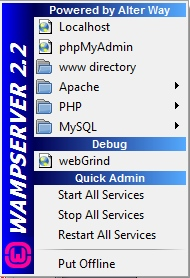 WAMPSERVER 2.2
Powered by Alter Way
Localhost
phpMyAdmin
www directory
Apache
PHP
MySQL
Debug
webGrind
Quick Admin
Start All Services
Stop All Services
Restart All Services
Put Offline